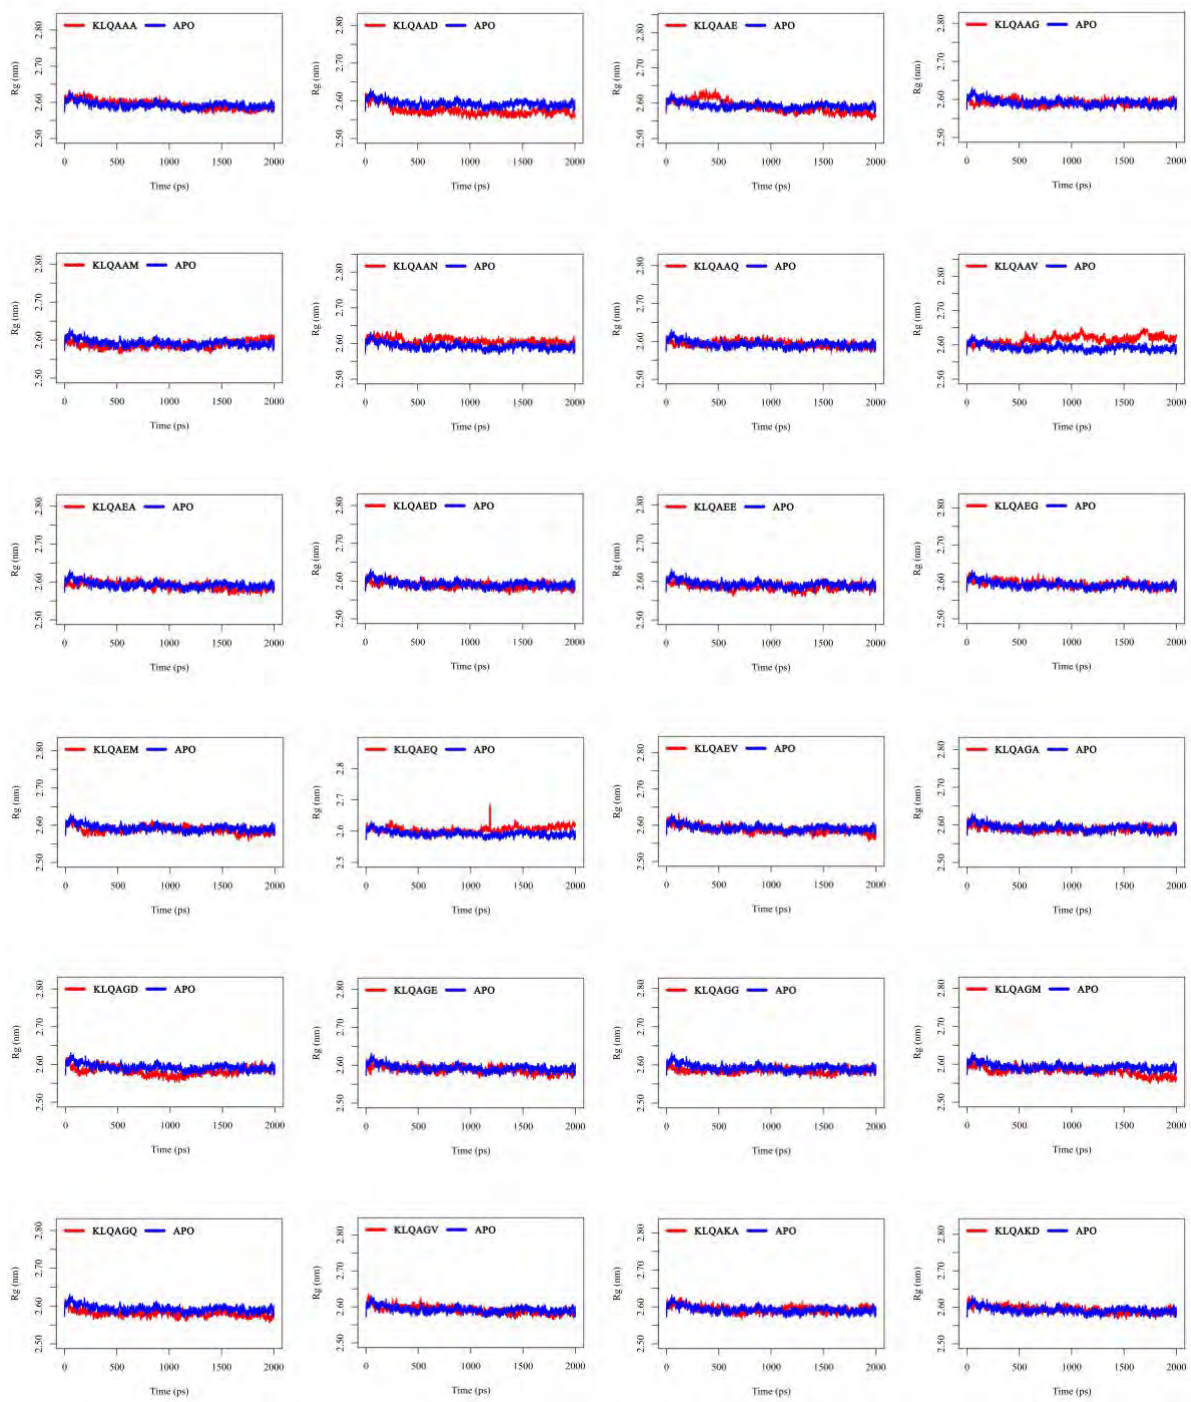 KLQAAA APO
Rg (nm)
2.50 2.60 2.70 2.80
0 500 1000 1500 2000
Time (ps)
KLQAAD APO
Rg (nm)
2.50 2.60 2.70 2.80
0 500 1000 1500 2000
Time (ps)
KLQAAE APO
Rg (nm)
2.50 2.60 2.70 2.80
0 500 1000 1500 2000
Time (ps)
KLQAAG APO
Rg (nm)
2.50 2.60 2.70 2.80
0 500 1000 1500 2000
Time (ps)
KLQAAM APO
Rg (nm)
2.50 2.60 2.70 2.80
0 500 1000 1500 2000
Time (ps)
KLQAAN APO
Rg (nm)
2.50 2.60 2.70 2.80
0 500 1000 1500 2000
Time (ps)
KLQAAQ APO
Rg (nm)
2.50 2.60 2.70 2.80
0 500 1000 1500 2000
Time (ps)
KLQAAV APO
Rg (nm)
2.50 2.60 2.70 2.80
0 500 1000 1500 2000
Time (ps)
KLQAEA APO
Rg (nm)
2.50 2.60 2.70 2.80
0 500 1000 1500 2000
Time (ps)
KLQAED APO
Rg (nm)
2.50 2.60 2.70 2.80
0 500 1000 1500 2000
Time (ps)
KLQAEE APO
Rg (nm)
2.50 2.60 2.70 2.80
0 500 1000 1500 2000
Time (ps)
KLQAEG APO
Rg (nm)
2.50 2.60 2.70 2.80
0 500 1000 1500 2000
Time (ps)
KLQAEM APO
Rg (nm)
2.50 2.60 2.70 2.80
0 500 1000 1500 2000
Time (ps)
KLQAEQ APO
Rg (nm)
2.5 2.6 2.7 2.8
0 500 1000 1500 2000
Time (ps)
KLQAEV APO
Rg (nm)
2.50 2.60 2.70 2.80
0 500 1000 1500 2000
Time (ps)
KLQAGA APO
Rg (nm)
2.50 2.60 2.70 2.80
0 500 1000 1500 2000
Time (ps)
KLQAGD APO
Rg (nm)
2.50 2.60 2.70 2.80
0 500 1000 1500 2000
Time (ps)
KLQAGE APO
Rg (nm)
2.50 2.60 2.70 2.80
0 500 1000 1500 2000
Time (ps)
KLQAGG APO
Rg (nm)
2.50 2.60 2.70 2.80
0 500 1000 1500 2000
Time (ps)
KLQAGM APO
Rg (nm)
2.50 2.60 2.70 2.80
0 500 1000 1500 2000
Time (ps)
KLQAGQ APO
Rg (nm)
2.50 2.60 2.70 2.80
0 500 1000 1500 2000
Time (ps)
KLQAGV APO
Rg (nm)
2.50 2.60 2.70 2.80
0 500 1000 1500 2000
Time (ps)
KLQAKA APO
Rg (nm)
2.50 2.60 2.70 2.80
0 500 1000 1500 2000
Time (ps)
KLQAKD APO
Rg (nm)
2.50 2.60 2.70 2.80
0 500 1000 1500 2000
Time (ps)